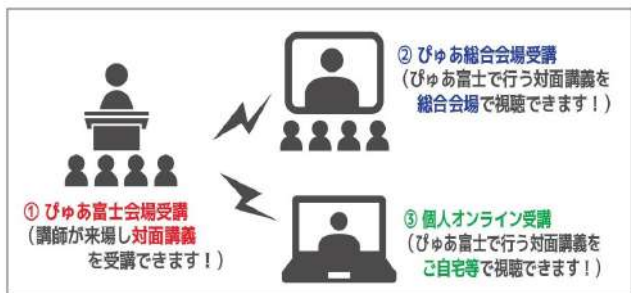 ① ぴゅあ富士会場受講
(講師が来場し対面講義
を受講できます!)
② ぴゅあ総合会場受講
(ぴゅあ富士で行う対面講義を
総合会場で視聴できます!)
③ 個人オンライン受講
(ぴゅあ富士で行う対面講義を
ご自宅等で視聴できます!)